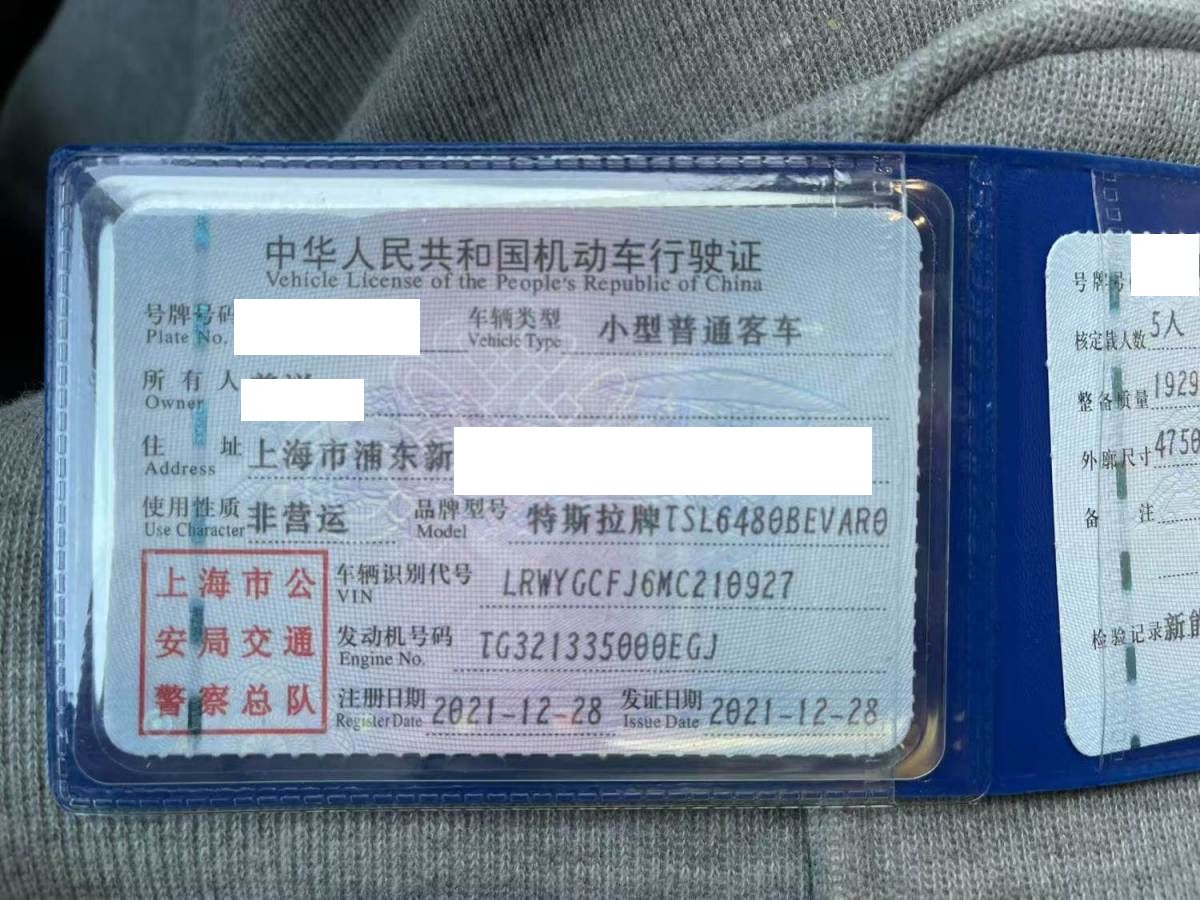 中华人民共和国机动车行驶证
Vehicle License of the People's Republic of China
号牌号码
Plate No.
车辆类型 小型普通客车
Vehicle Type
所有人
Owner
住址 上海市浦东新
Address
使用性质 非营运
Use Character
品牌型号 特斯拉牌TSL6480BEVAR0
Model
上海市公
安局交通
警察总队
车辆识别代号 LRWYGCFJ6MC210927
VIN
发动机号码 TG321335000EGJ
Engine No.
注册日期 2021-12-28
Register Date
发证日期 2021-12-28
Issue Date
号牌号
核定载人数 5人
整备质量 1929
外廓尺寸 4750
备注
检验记录 新能